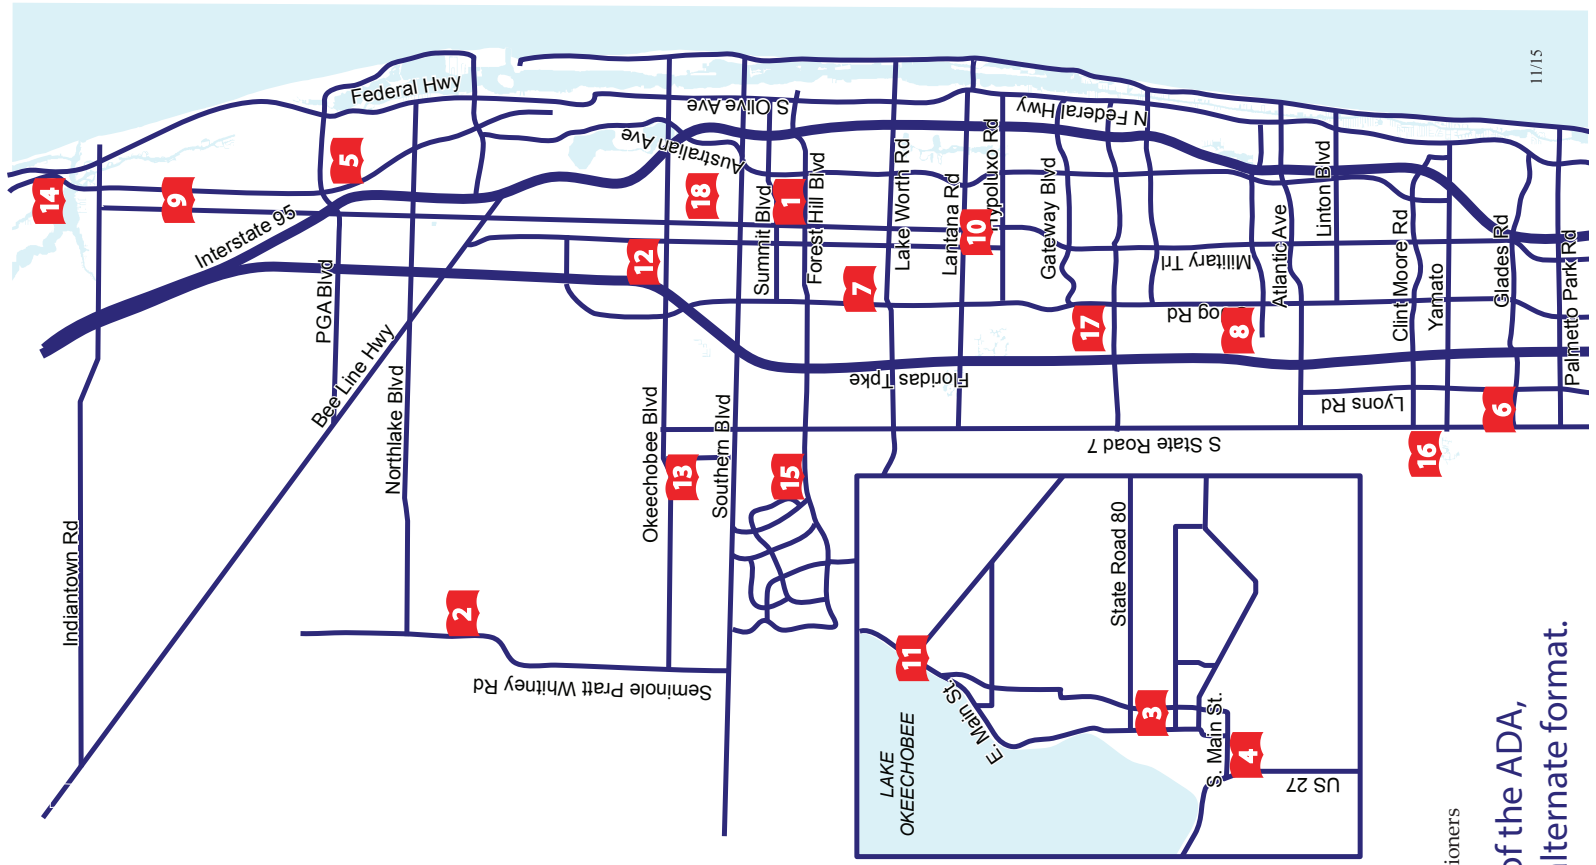 14
9
5
Federal Hwy
Interstate 95
PGA Blvd
Bee Line Hwy
Northlake Blvd
Indiantown Rd
2
Seminole Pratt Whitney Rd
12
18
1
Australian Ave
S Olive Ave
Summit Blvd
Forest Hill Blvd
7
Lake Worth Rd
Lantana Rd
10
N Federal Hwy
Gateway Blvd
Military Trl
17
8
Atlantic Ave
Linton Blvd
Clint Moore Rd
Yamato
Glades Rd
Palmetto Park Rd
Floridas Tpke
Lyons Rd
6
16
S State Road 7
Okeechobee Blvd
13
Southern Blvd
15
LAKE
OKEECHOBEE
11
E. Main St.
State Road 80
3
S. Main St.
4
US 27
11/15
of the ADA,
alternate format.